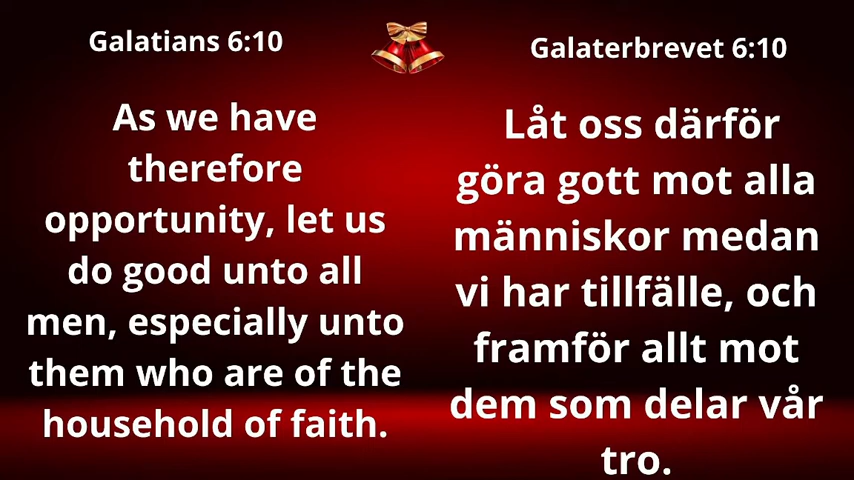 Galatians 6:10
As we have
therefore
opportunity, let us
do good unto all
men, especially unto
them who are of the
household of faith.
Galaterbrevet 6:10
Låt oss därför
göra gott mot alla
människor medan
vi har tillfälle, och
framför allt mot
dem som delar vår
tro.